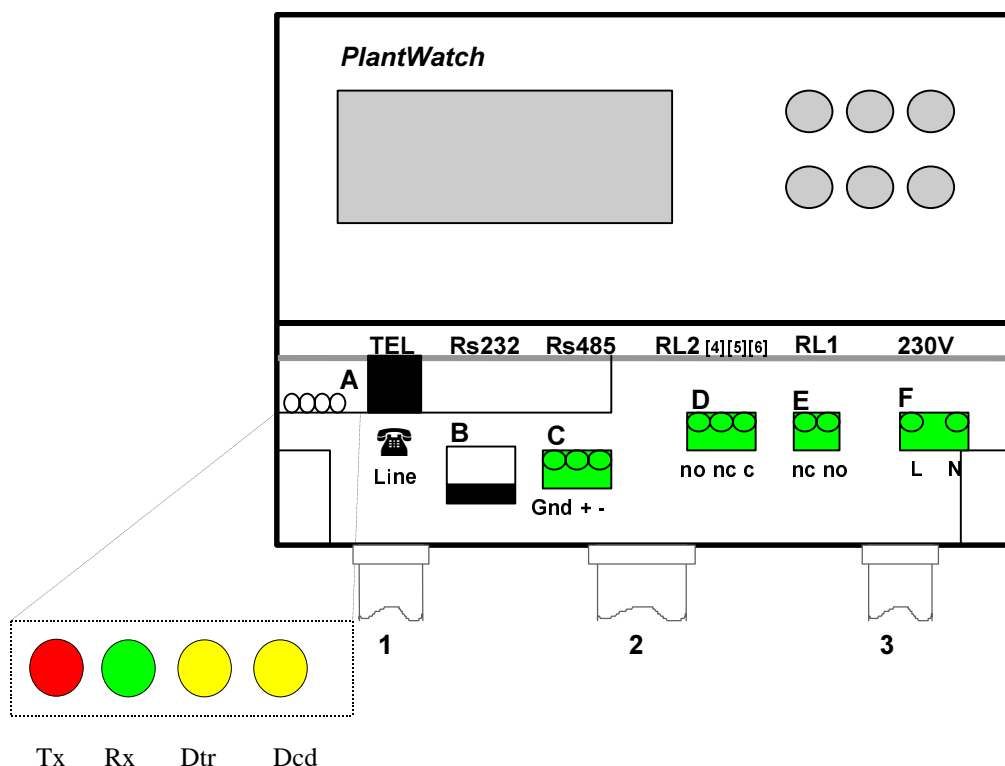 PlantWatch
TEL Rs232 Rs485 RL2 [4][5][6] RL1 230V
A
B
C
D
E
F
Line
Gnd + -
no nc c
nc no
L N
1 2 3
Tx Rx Dtr Dcd